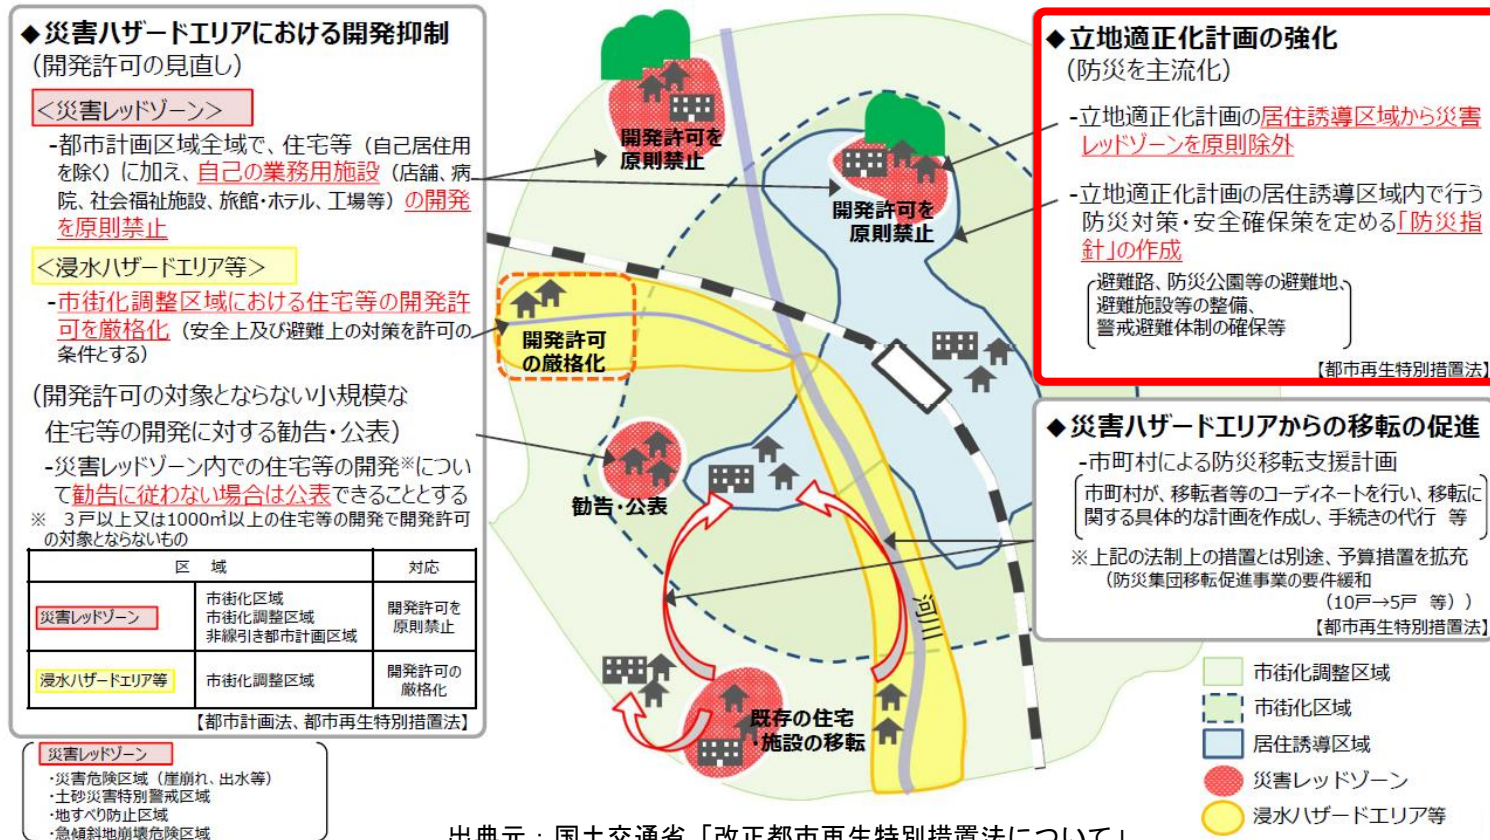 ◆災害ハザードエリアにおける開発抑制
（開発許可の見直し）
＜災害レッドゾーン＞
-都市計画区域全域で、住宅等（自己居住用
を除く）に加え、自己の業務用施設（店舗、病
院、社会福祉施設、旅館・ホテル、工場等）の開発
を原則禁止
＜浸水ハザードエリア等＞
-市街化調整区域における住宅等の開発許
可を厳格化（安全上及び避難上の対策を許可の
条件とする）
（開発許可の対象とならない小規模な
住宅等の開発に対する勧告・公表）
-災害レッドゾーン内での住宅等の開発※につい
て勧告に従わない場合は公表できることとする
※　3戸以上又は1000㎡以上の住宅等の開発で開発許可
の対象とならないもの
区　域
対応
災害レッドゾーン
市街化区域
市街化調整区域
非線引き都市計画区域
開発許可を
原則禁止
浸水ハザードエリア等
市街化調整区域
開発許可の
厳格化
【都市計画法、都市再生特別措置法】
災害レッドゾーン
・災害危険区域（崖崩れ、出水等）
・土砂災害特別警戒区域
・地すべり防止区域
・急傾斜地崩壊危険区域
開発許可を
原則禁止
開発許可を
原則禁止
開発許可
の厳格化
勧告・公表
河川
既存の住宅
・施設の移転
◆立地適正化計画の強化
（防災を主流化）
-立地適正化計画の居住誘導区域から災害
レッドゾーンを原則除外
-立地適正化計画の居住誘導区域内で行う
防災対策・安全確保策を定める「防災指
針」の作成
避難路、防災公園等の避難地、
避難施設等の整備、
警戒避難体制の確保等
【都市再生特別措置法】
◆災害ハザードエリアからの移転の促進
-市町村による防災移転支援計画
市町村が、移転者等のコーディネートを行い、移転に
関する具体的な計画を作成し、手続きの代行　等
※上記の法制上の措置とは別途、予算措置を拡充
（防災集団移転促進事業の要件緩和
（10戸→5戸　等））
【都市再生特別措置法】
市街化調整区域
市街化区域
居住誘導区域
災害レッドゾーン
浸水ハザードエリア等
出典元：国土交通省「改正都市再生特別措置法について」